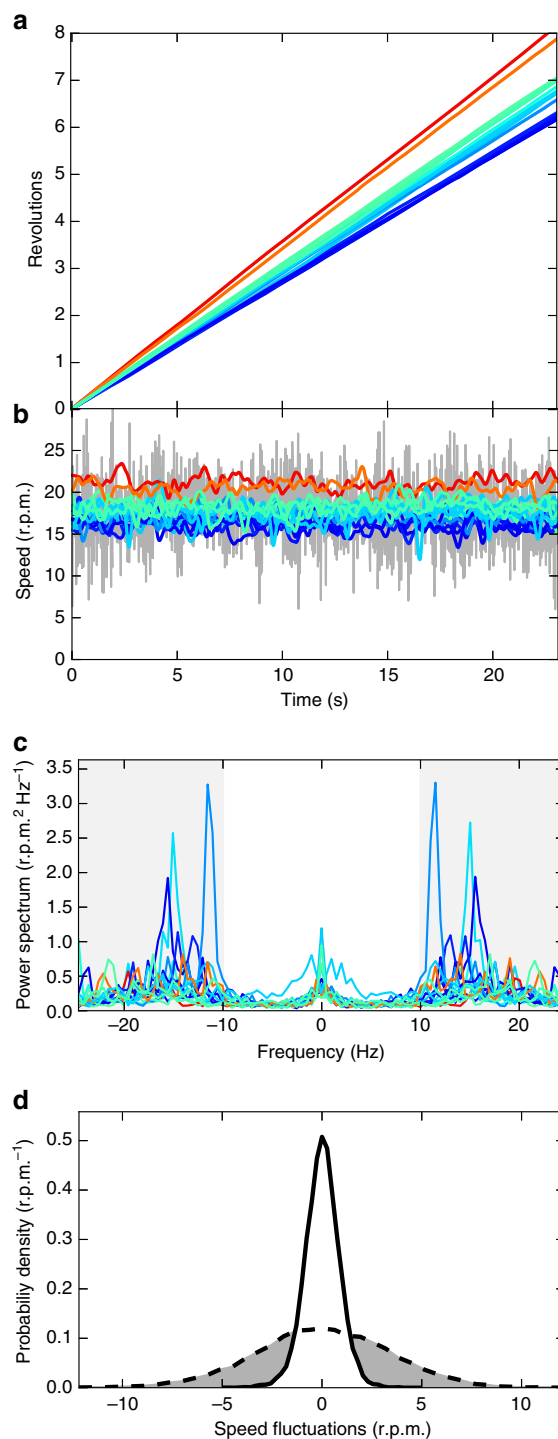 a
8
7
6
5
4
3
2
1
0
Revolutions
b
25
20
15
10
5
0
Speed (r.p.m.)
0 5 10 15 20
Time (s)
c
3.5
3.0
2.5
2.0
1.5
1.0
0.5
0.0
Power spectrum (r.p.m.² Hz⁻¹)
−20 −10 0 10 20
Frequency (Hz)
d
0.5
0.4
0.3
0.2
0.1
0.0
Probabiliy density (r.p.m.⁻¹)
−10 −5 0 5 10
Speed fluctuations (r.p.m.)